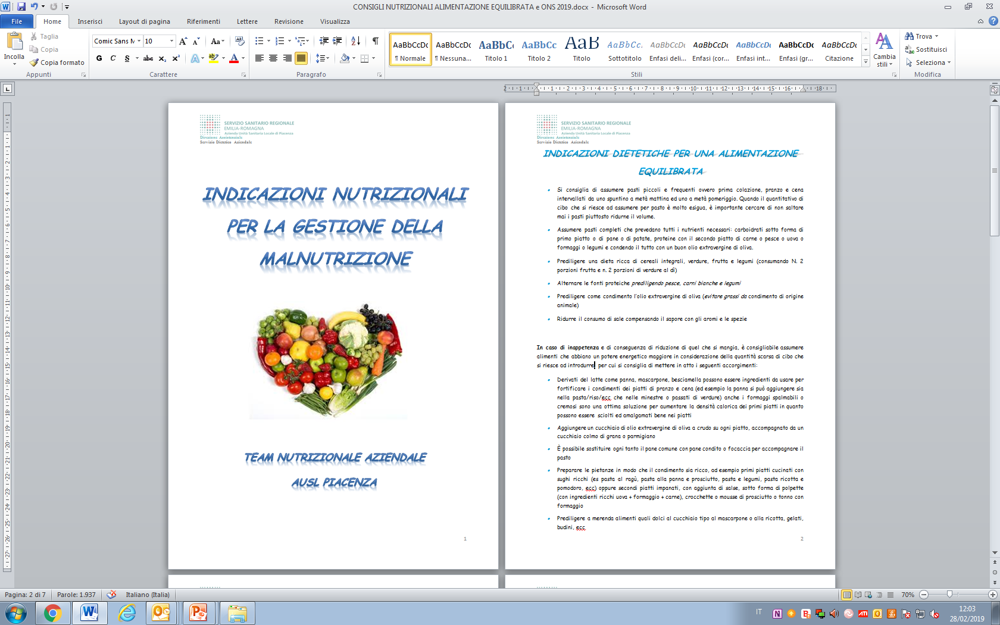 CONSIGLI NUTRIZIONALI ALIMENTAZIONE EQUILIBRATA e ONS 2019.docx - Microsoft Word
File Home Inserisci Layout di pagina Riferimenti Lettere Revisione Visualizza
Incolla
Taglia
Copia
Copia formato
Appunti
Comic Sans M 10
Carattere
Paragrafo
AaBbCcDc AaBbCcDc AaBbC AaBbCc AaB AaBbCc. AaBbCcDc AaBbCcDc AaBbCcDc AaBbCcDc AaBbCcDc
¶ Normale ¶ Nessuna... Titolo 1 Titolo 2 Titolo Sottotitolo Enfasi deli... Enfasi (cor... Enfasi int... Enfasi (gr... Citazione
Stili
Cambia stili
Trova
Sostituisci
Seleziona
Modifica
SERVIZIO SANITARIO REGIONALE
EMILIA-ROMAGNA
Azienda Unità Sanitaria Locale di Piacenza
Direzione Assistenziale
Servizio Dietetico Aziendale
INDICAZIONI NUTRIZIONALI
PER LA GESTIONE DELLA
MALNUTRIZIONE
TEAM NUTRIZIONALE AZIENDALE
AUSL PIACENZA
1
SERVIZIO SANITARIO REGIONALE
EMILIA-ROMAGNA
Azienda Unità Sanitaria Locale di Piacenza
Direzione Assistenziale
Servizio Dietetico Aziendale
INDICAZIONI DIETETICHE PER UNA ALIMENTAZIONE
EQUILIBRATA
• Si consiglia di assumere pasti piccoli e frequenti ovvero prima colazione, pranzo e cena
intervallati da uno spuntino a metà mattina ed uno a metà pomeriggio. Quando il quantitativo di
cibo che si riesce ad assumere per pasto è molto esigua, è importante cercare di non saltare
mai i pasti piuttosto ridurne il volume.
• Assumere pasti completi che prevedano tutti i nutrienti necessari: carboidrati sotto forma di
primo piatto o di pane o di patate, proteine con il secondo piatto di carne o pesce o uova o
formaggi o legumi e condendo il tutto con un buon olio extravergine di oliva.
• Prediligere una dieta ricca di cereali integrali, verdure, frutta e legumi (consumando N. 2
porzioni frutta e n. 2 porzioni di verdure al dì)
• Alternare le fonti proteiche prediligendo pesce, carni bianche e legumi
• Prediligere come condimento l'olio extravergine di oliva (evitare grassi da condimento di origine
animale)
• Ridurre il consumo di sale compensando il sapore con gli aromi e le spezie
In caso di inappetenza e di conseguenza di riduzione di quel che si mangia, è consigliabile assumere
alimenti che abbiano un potere energetico maggiore in considerazione della quantità scarsa di cibo che
si riesce ad introdurre, per cui si consiglia di mettere in atto i seguenti accorgimenti:
• Derivati del latte come panna, mascarpone, besciamella possono essere ingredienti da usare per
fortificare i condimenti dei piatti di pranzo e cena (ed esempio la panna si può aggiungere sia
nella pasta/riso/ecc che nelle minestre o passati di verdure) anche i formaggi spalmabili o
cremosi sono una ottima soluzione per aumentare la densità calorica dei primi piatti in quanto
possono essere sciolti ed amalgamati bene nei piatti
• Aggiungere un cucchiaio di olio extravergine di oliva a crudo su ogni piatto, accompagnato da un
cucchiaio colmo di grana o parmigiano
• È possibile sostituire ogni tanto il pane comune con pane condito o focaccia per accompagnare il
pasto
• Preparare le pietanze in modo che il condimento sia ricco, ad esempio primi piatti cucinati con
sughi ricchi (es pasta al ragù, pasta alla panna e prosciutto, pasta e legumi, pasta ricotta e
pomodoro, ecc) oppure secondi piatti impanati, con aggiunta di salse, sotto forma di polpette
(con ingredienti ricchi uova + formaggio + carne), crocchette o mousse di prosciutto o tonno con
formaggio
• Prediligere a merenda alimenti quali dolci al cucchiaio tipo al mascarpone o alla ricotta, gelati,
budini, ecc.
2
Pagina: 2 di 7 Parole: 1.937 Italiano (Italia) 70%
IT 12:03
28/02/2019